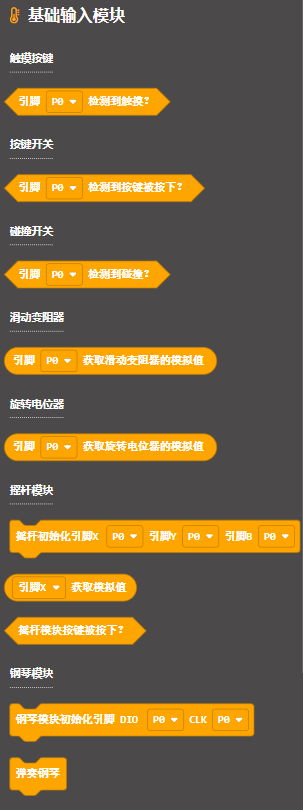 基础输入模块
触摸按键
引脚 P0 检测到触摸？
按键开关
引脚 P0 检测到按键被按下？
碰撞开关
引脚 P0 检测到碰撞？
滑动变阻器
引脚 P0 获取滑动变阻器的模拟值
旋转电位器
引脚 P0 获取旋转电位器的模拟值
摇杆模块
摇杆初始化引脚X P0 引脚Y P0 引脚B P0
引脚X 获取模拟值
摇杆模块按键被按下？
钢琴模块
钢琴模块初始化引脚 DIO P0 CLK P0
弹奏钢琴